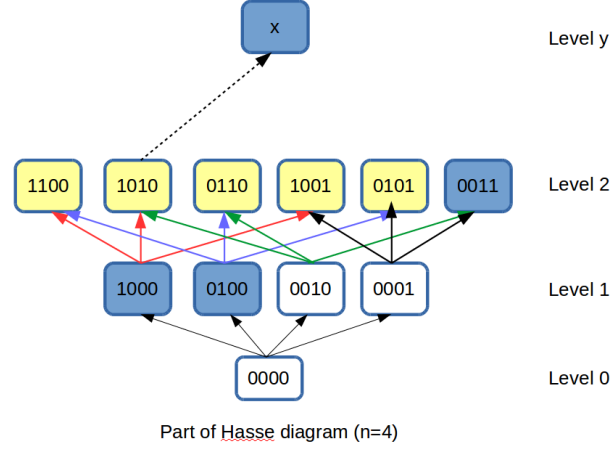 x Level y
1100 1010 0110 1001 0101 0011 Level 2
1000 0100 0010 0001 Level 1
0000 Level 0
Part of Hasse diagram (n=4)